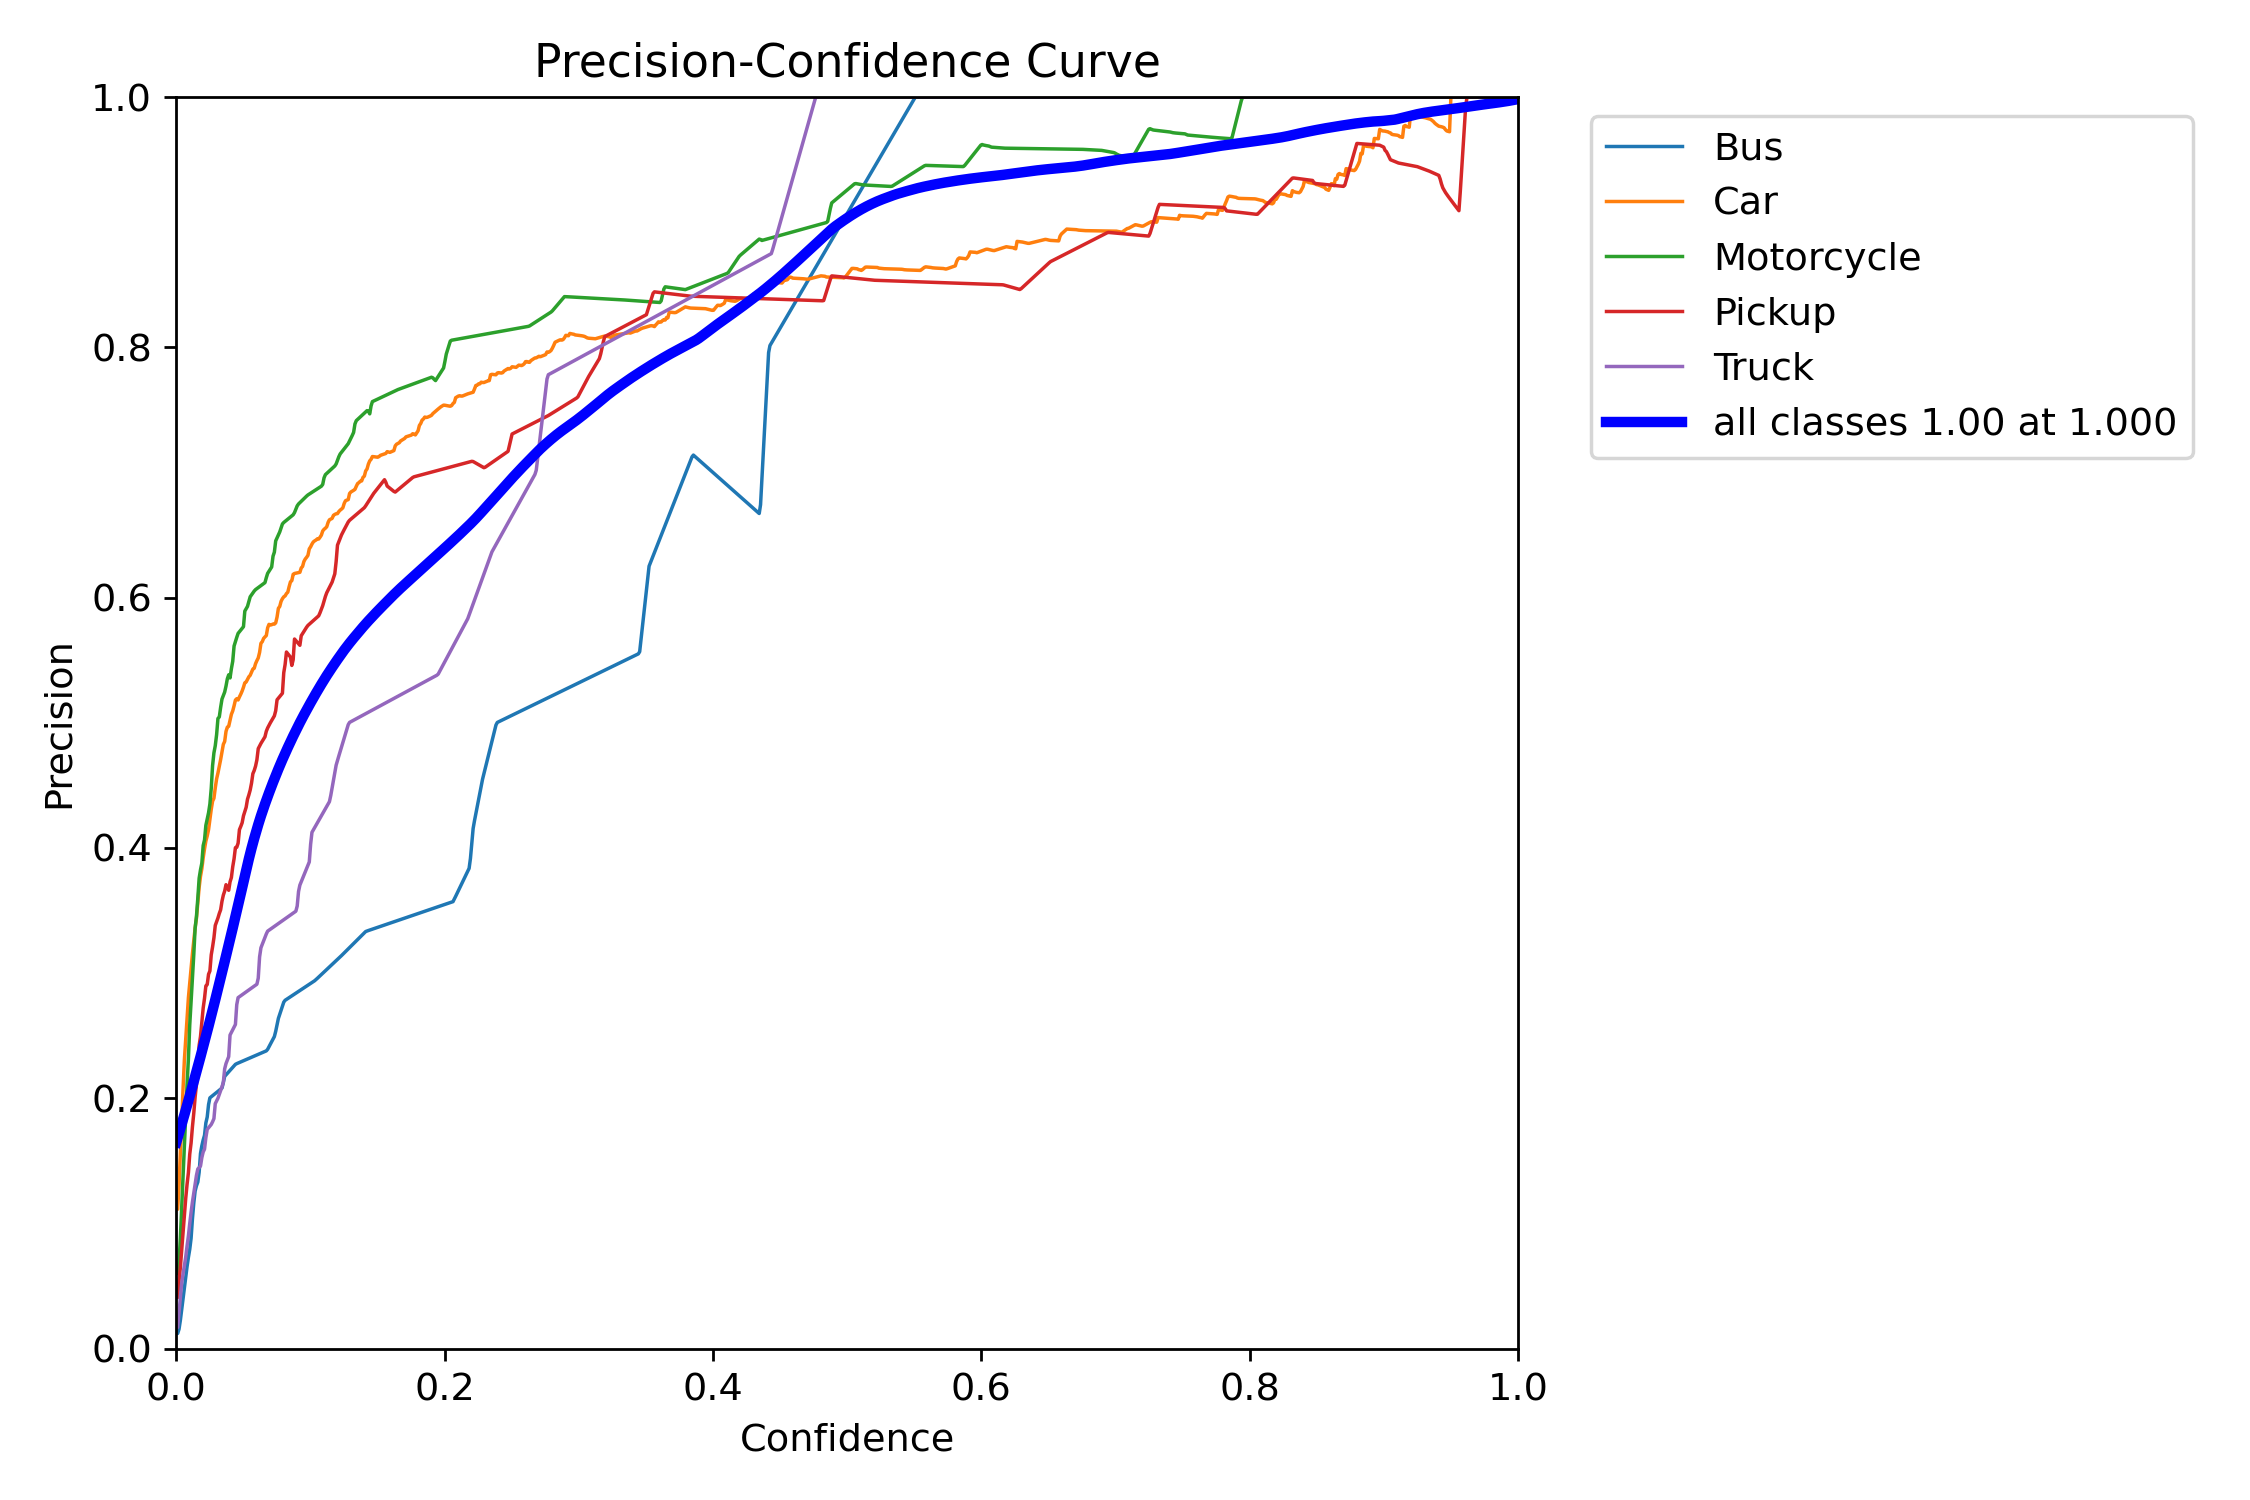 Precision-Confidence Curve
1.0
0.8
0.6
0.4
0.2
0.0
Precision
0.0 0.2 0.4 0.6 0.8 1.0
Confidence
Bus
Car
Motorcycle
Pickup
Truck
all classes 1.00 at 1.000